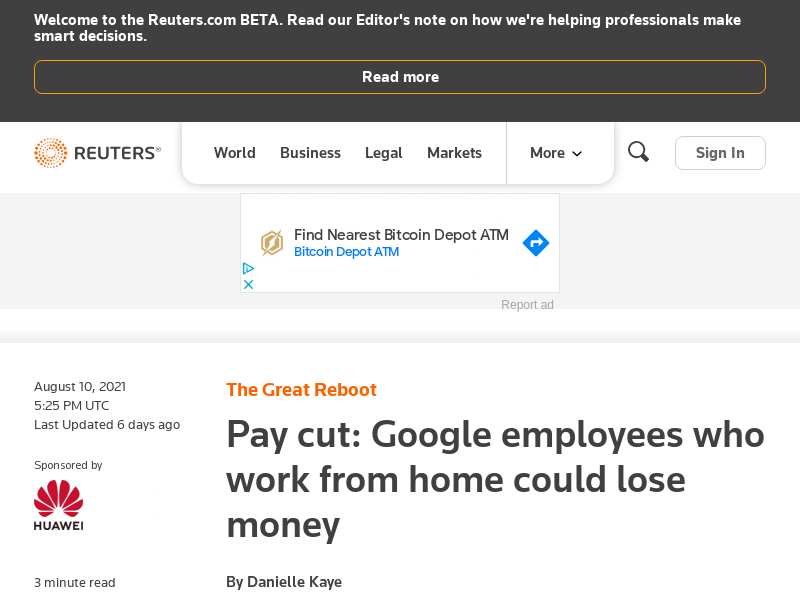 Welcome to the Reuters.com BETA. Read our Editor's note on how we're helping professionals make
smart decisions.
Read more
REUTERS®
World
Business
Legal
Markets
More
Sign In
Find Nearest Bitcoin Depot ATM
Bitcoin Depot ATM
Report ad
August 10, 2021
5:25 PM UTC
Last Updated 6 days ago
Sponsored by
HUAWEI
3 minute read
The Great Reboot
Pay cut: Google employees who
work from home could lose
money
By Danielle Kaye